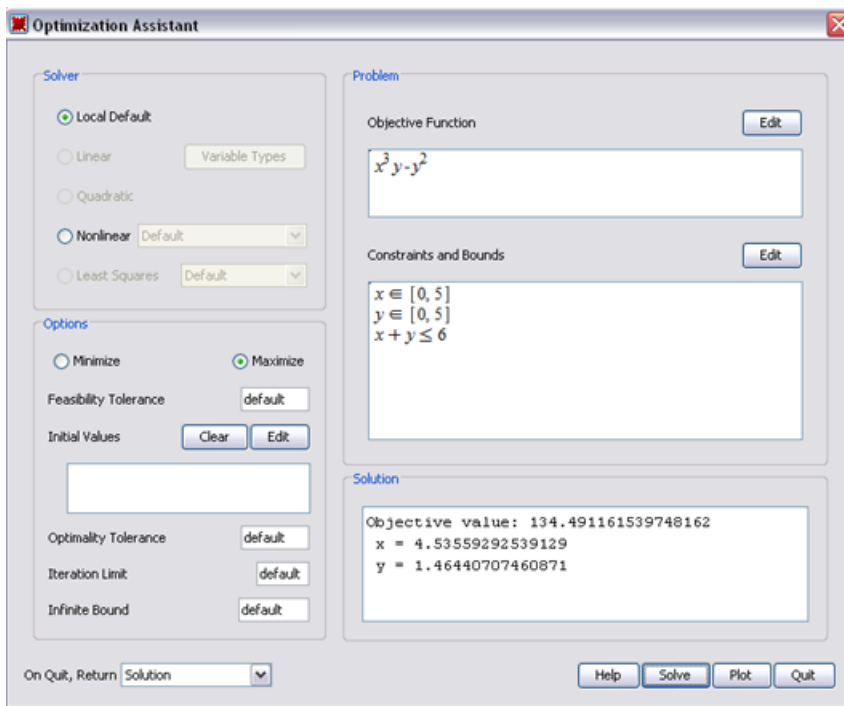 Optimization Assistant
Solver
Local Default
Linear Variable Types
Quadratic
Nonlinear Default
Least Squares Default
Options
Minimize Maximize
Feasibility Tolerance default
Initial Values Clear Edit
Optimality Tolerance default
Iteration Limit default
Infinite Bound default
On Quit, Return Solution
Problem
Objective Function Edit
x³ y-y²
Constraints and Bounds Edit
x ∈ [0, 5]
y ∈ [0, 5]
x + y ≤ 6
Solution
Objective value: 134.491161539748162
x = 4.53559292539129
y = 1.46440707460871
Help Solve Plot Quit